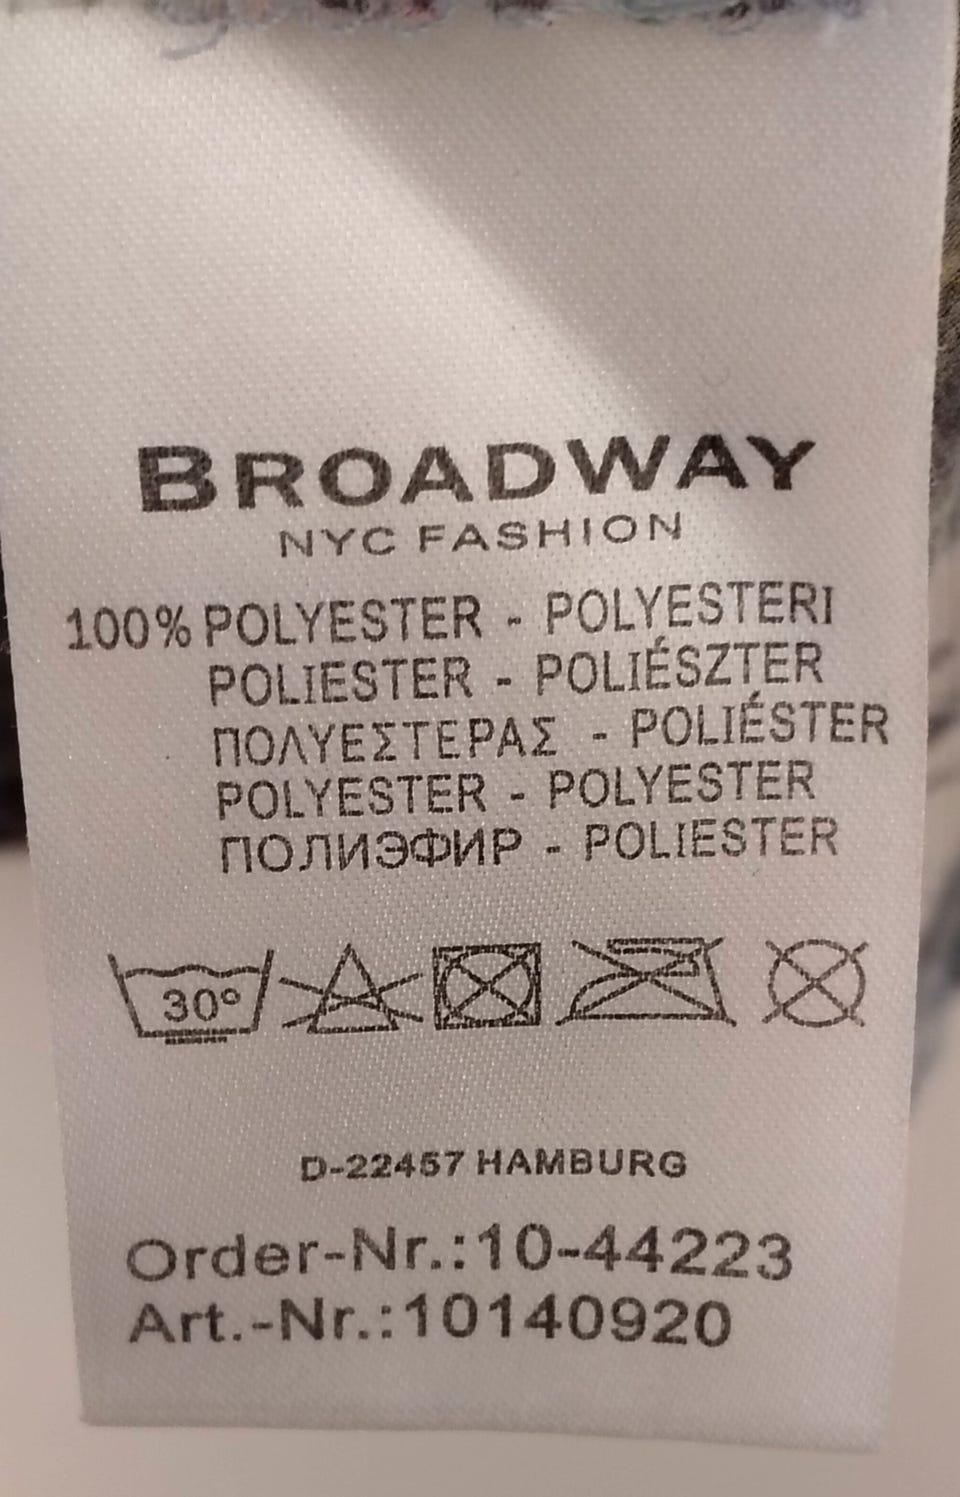 BROADWAY
NYC FASHION
100% POLYESTER - POLYESTERI
POLIESTER - POLIÉSZTER
ΠΟΛΥΕΣΤΕΡΑΣ - POLIÉSTER
POLYESTER - POLYESTER
ПОЛИЭФИР - POLIESTER
30°
D-22457 HAMBURG
Order-Nr.:10-44223
Art.-Nr.:10140920